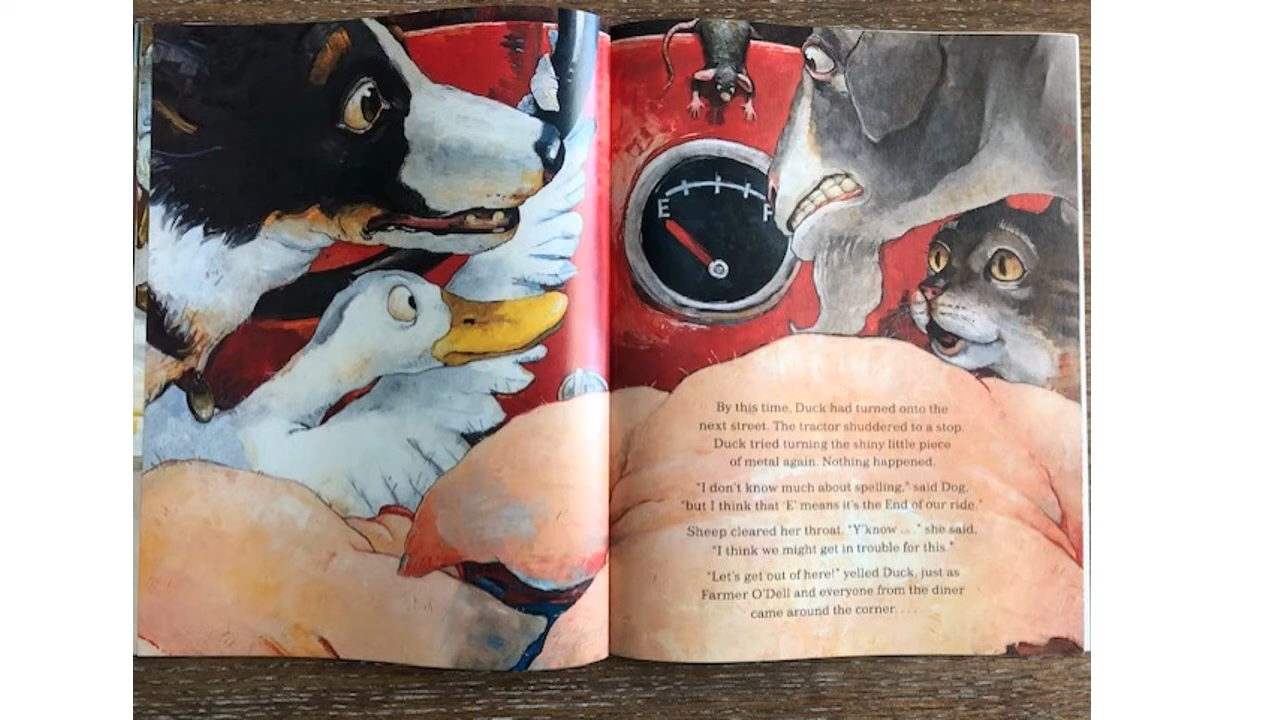 E F
By this time, Duck had turned onto the
next street. The tractor shuddered to a stop.
Duck tried turning the shiny little piece
of metal again. Nothing happened.
"I don't know much about spelling," said Dog,
"but I think that 'E' means it's the End of our ride."
Sheep cleared her throat. "Y'know . . ." she said,
"I think we might get in trouble for this."
"Let's get out of here!" yelled Duck, just as
Farmer O'Dell and everyone from the diner
came around the corner. . . .